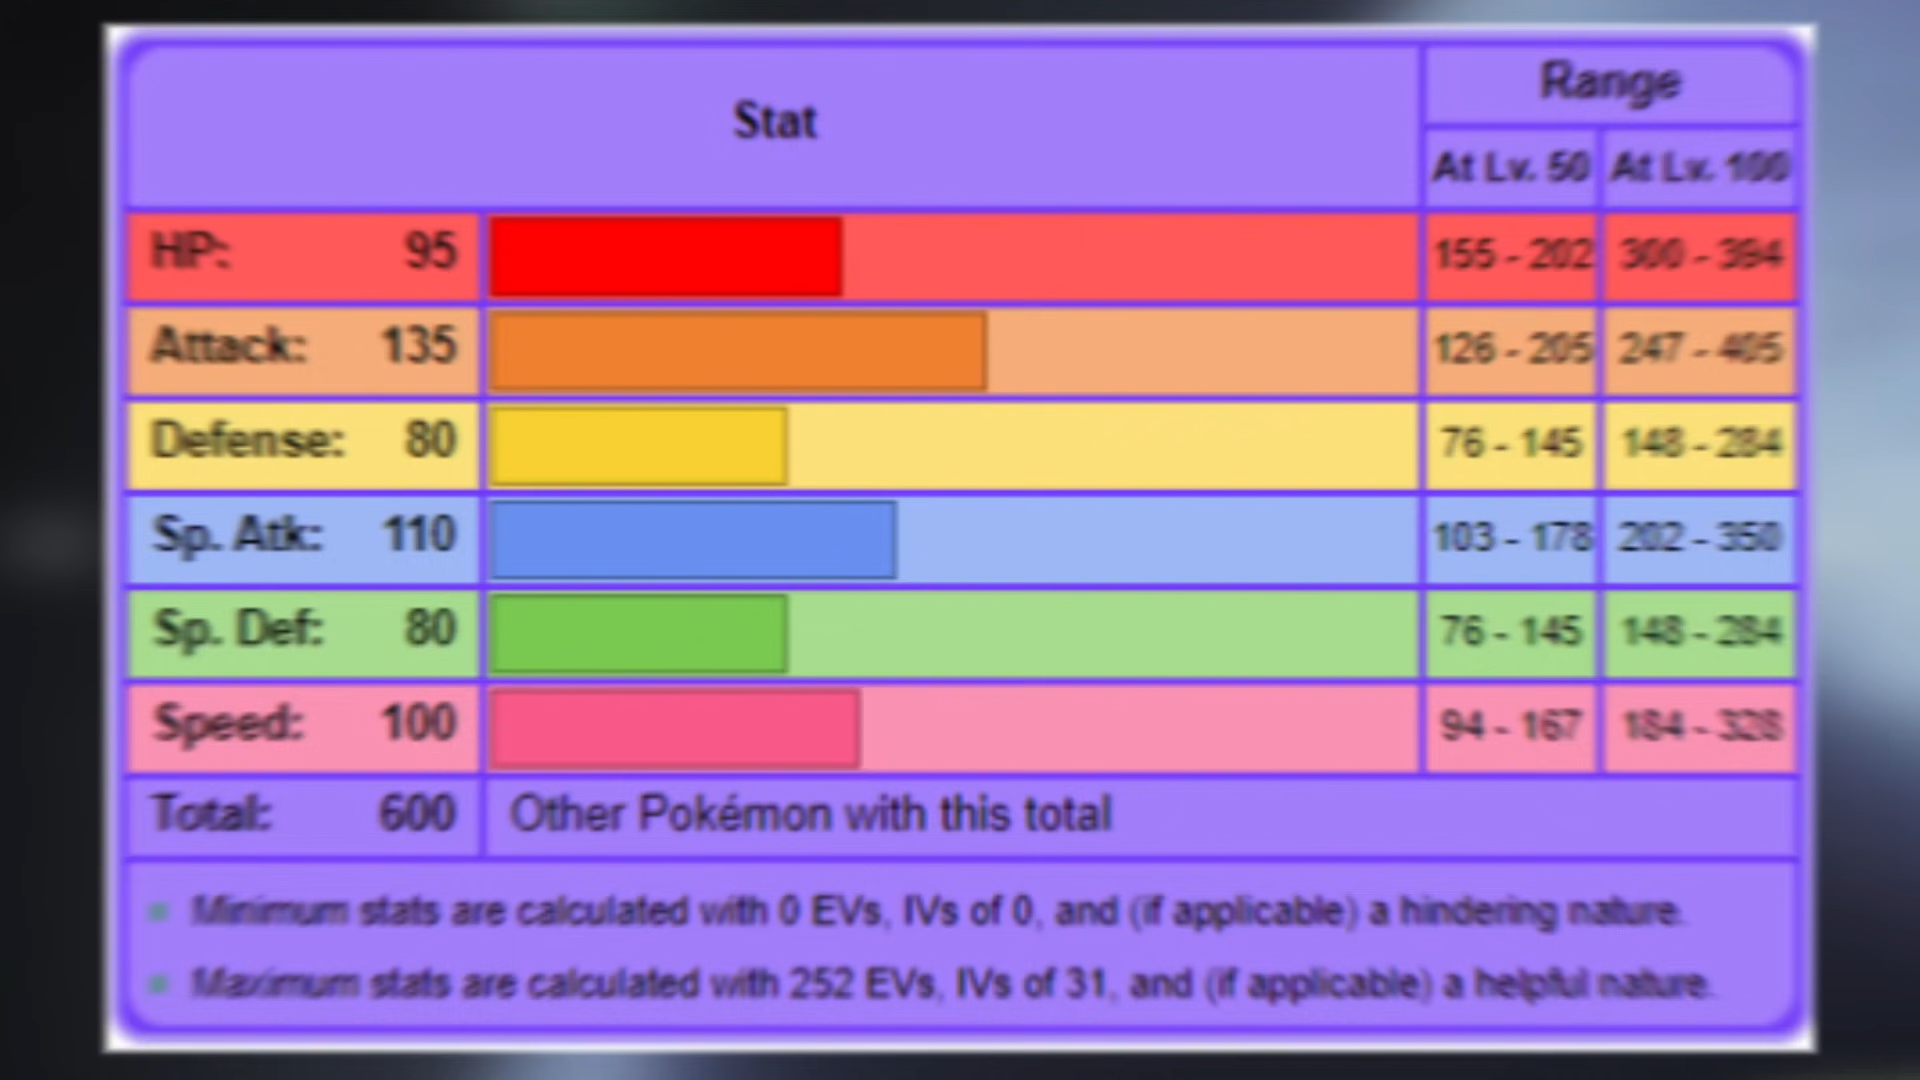 Stat
Range
At Lv. 50 At Lv. 100
HP: 95 155 - 202 300 - 394
Attack: 135 126 - 205 247 - 405
Defense: 80 76 - 145 148 - 284
Sp. Atk: 110 103 - 178 202 - 350
Sp. Def: 80 76 - 145 148 - 284
Speed: 100 94 - 167 184 - 328
Total: 600 Other Pokémon with this total
Minimum stats are calculated with 0 EVs, IVs of 0, and (if applicable) a hindering nature.
Maximum stats are calculated with 252 EVs, IVs of 31, and (if applicable) a helpful nature.